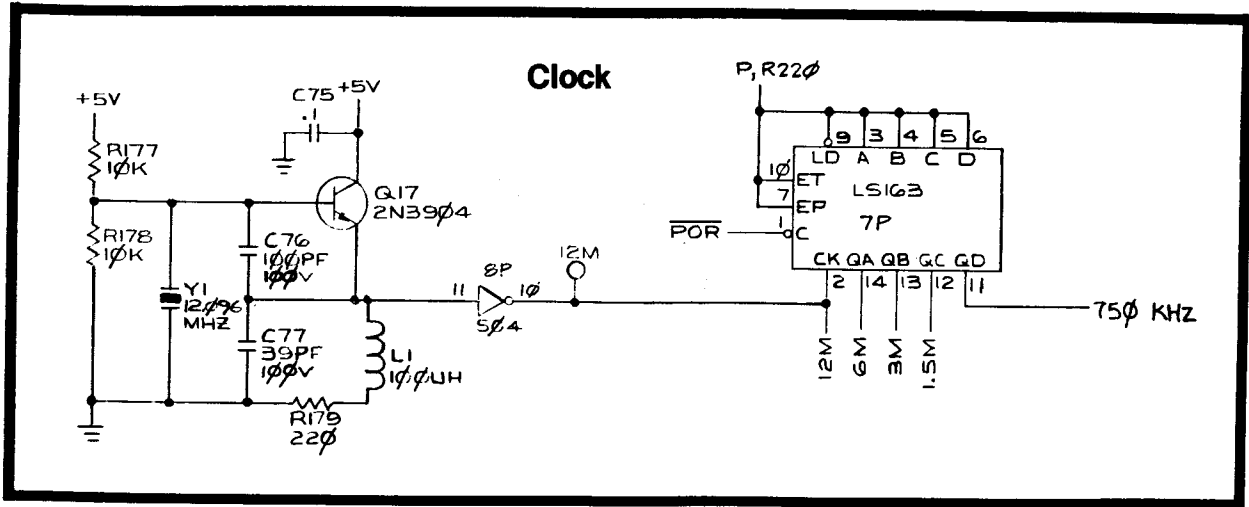 Clock
+5V
R177
10K
R178
10K
Y1
12.096
MHZ
C75
.1
+5V
Q17
2N3904
C76
100PF
100V
C77
39PF
100V
L1
100UH
R179
220
11
8P
S04
10
12M
P, R220
9
3
4
5
6
LD A B C D
10
ET
7
EP
LS163
7P
POR
1
C
CK QA QB QC QD
2
14
13
12
11
12M
6M
3M
1.5M
750 KHZ